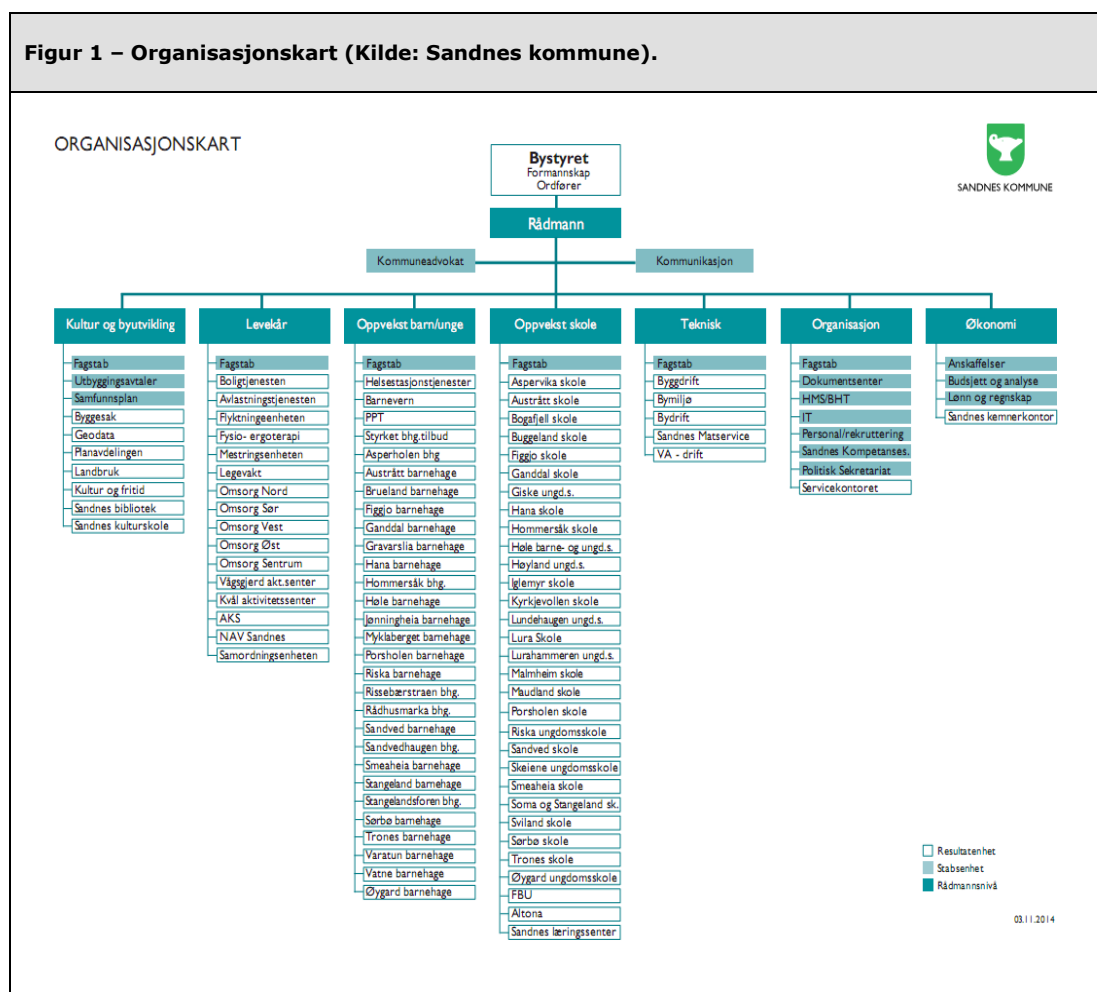 Figur 1 – Organisasjonskart (Kilde: Sandnes kommune).
ORGANISASJONSKART
SANDNES KOMMUNE
Bystyret
Formannskap
Ordfører
Rådmann
Kommuneadvokat
Kommunikasjon
Kultur og byutvikling
Fagstab
Utbyggingsavtaler
Samfunnsplan
Byggesak
Geodata
Planavdelingen
Landbruk
Kultur og fritid
Sandnes bibliotek
Sandnes kulturskole
Levekår
Fagstab
Boligtjenesten
Avlastningstjenesten
Flyktningeenheten
Fysio- ergoterapi
Mestringsenheten
Legevakt
Omsorg Nord
Omsorg Sør
Omsorg Vest
Omsorg Øst
Omsorg Sentrum
Vågsgjerd akt.senter
Kvål aktivitetssenter
AKS
NAV Sandnes
Samordningsenheten
Oppvekst barn/unge
Fagstab
Helsestasjonstjenester
Barnevern
PPT
Styrket bhg.tilbud
Asperholen bhg
Austrått barnehage
Brueland barnehage
Figgjo barnehage
Ganddal barnehage
Gravarslia barnehage
Hana barnehage
Hommersåk bhg.
Høle barnehage
Jønningheia barnehage
Myklaberget barnehage
Porsholen barnehage
Riska barnehage
Rissebærstraen bhg.
Rådhusmarka bhg.
Sandved barnehage
Sandvedhaugen bhg.
Smeaheia barnehage
Stangeland barnehage
Stangelandsforen bhg.
Sørbø barnehage
Trones barnehage
Varatun barnehage
Vatne barnehage
Øygard barnehage
Oppvekst skole
Fagstab
Aspervika skole
Austrått skole
Bogafjell skole
Buggeland skole
Figgjo skole
Ganddal skole
Giske ungd.s.
Hana skole
Hommersåk skole
Høle barne- og ungd.s.
Høyland ungd.s.
Iglemyr skole
Kyrkjevollen skole
Lundehaugen ungd.s.
Lura Skole
Lurahammeren ungd.s.
Malmheim skole
Maudland skole
Porsholen skole
Riska ungdomsskole
Sandved skole
Skeiene ungdomsskole
Smeaheia skole
Soma og Stangeland sk.
Sviland skole
Sørbø skole
Trones skole
Øygard ungdomsskole
FBU
Altona
Sandnes læringssenter
Teknisk
Fagstab
Byggdrift
Bymiljø
Bydrift
Sandnes Matservice
VA - drift
Organisasjon
Fagstab
Dokumentsenter
HMS/BHT
IT
Personal/rekruttering
Sandnes Kompetanses.
Politisk Sekretariat
Servicekontoret
Økonomi
Anskaffelser
Budsjett og analyse
Lønn og regnskap
Sandnes kemnerkontor
Resultatenhet
Stabsenhet
Rådmannsnivå
03.11.2014